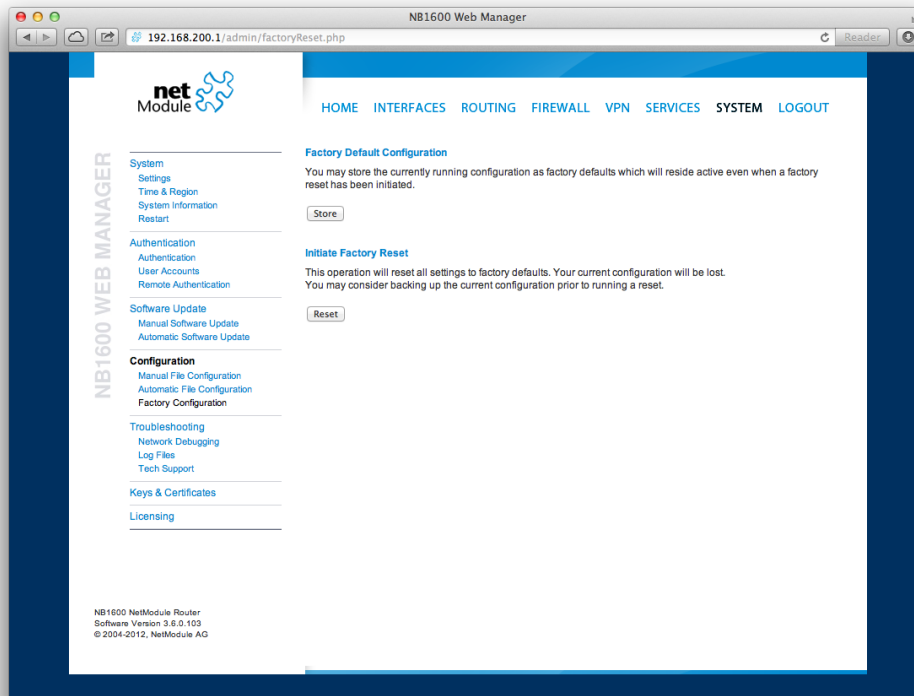 NB1600 Web Manager
192.168.200.1/admin/factoryReset.php
Reader
net
Module
HOME INTERFACES ROUTING FIREWALL VPN SERVICES SYSTEM LOGOUT
NB1600 WEB MANAGER
System
Settings
Time & Region
System Information
Restart
Authentication
Authentication
User Accounts
Remote Authentication
Software Update
Manual Software Update
Automatic Software Update
Configuration
Manual File Configuration
Automatic File Configuration
Factory Configuration
Troubleshooting
Network Debugging
Log Files
Tech Support
Keys & Certificates
Licensing
Factory Default Configuration
You may store the currently running configuration as factory defaults which will reside active even when a factory
reset has been initiated.
Store
Initiate Factory Reset
This operation will reset all settings to factory defaults. Your current configuration will be lost.
You may consider backing up the current configuration prior to running a reset.
Reset
NB1600 NetModule Router
Software Version 3.6.0.103
© 2004-2012, NetModule AG